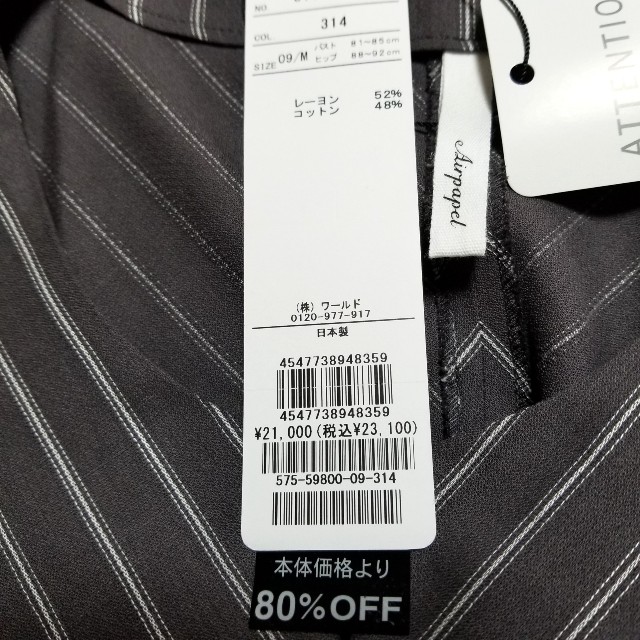 NO.
COL. 314
SIZE 09/M バスト 81~85cm
ヒップ 88~92cm
レーヨン 52%
コットン 48%
(株) ワールド
0120-977-917
日本製
4547738948359
4547738948359
¥21,000(税込¥23,100)
575-59800-09-314
本体価格より
80%OFF
Airpapel
ATTENTIO